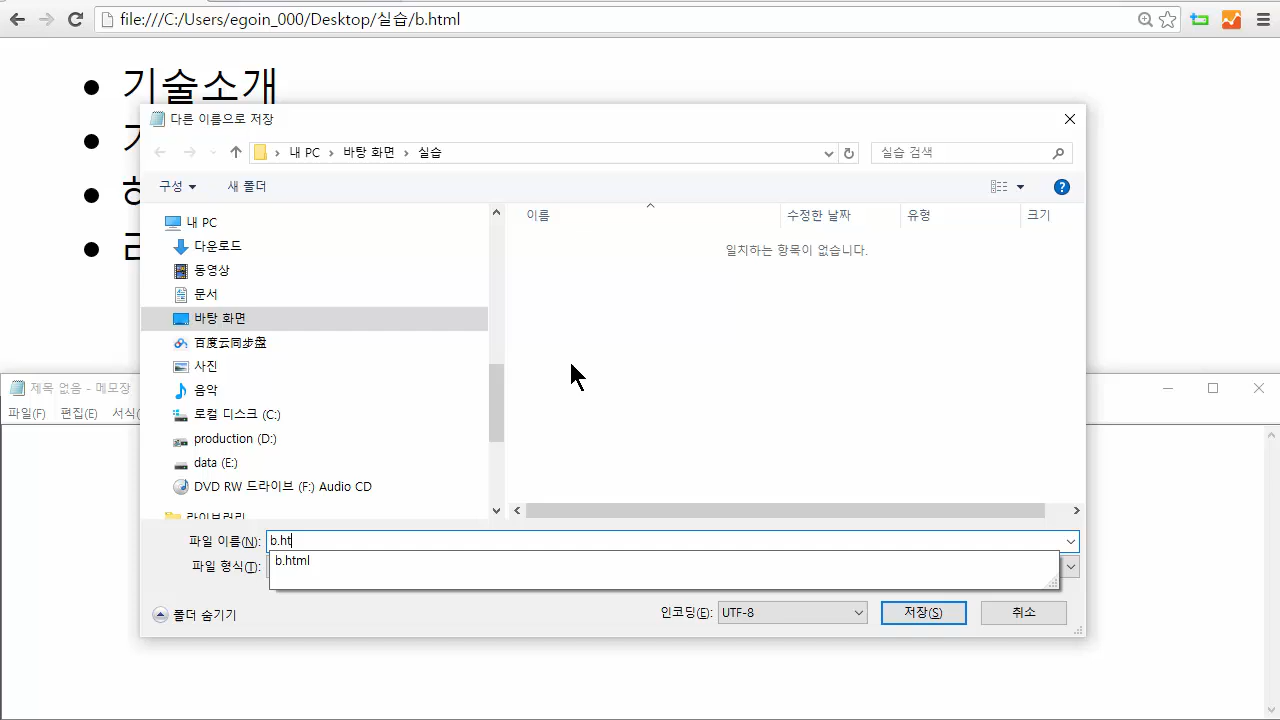 file:///C:/Users/egoin_000/Desktop/실습/b.html
기술소개
다른 이름으로 저장
내 PC › 바탕 화면 › 실습
실습 검색
구성
새 폴더
내 PC
다운로드
동영상
문서
바탕 화면
百度云同步盘
사진
음악
로컬 디스크 (C:)
production (D:)
data (E:)
DVD RW 드라이브 (F:) Audio CD
라이브러리
이름
수정한 날짜
유형
크기
일치하는 항목이 없습니다.
제목 없음 - 메모장
파일(F)
편집(E)
서식(
파일 이름(N):
b.ht
b.html
파일 형식(T):
폴더 숨기기
인코딩(E):
UTF-8
저장(S)
취소